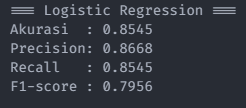 === Logistic Regression ===
Akurasi  : 0.8545
Precision: 0.8668
Recall   : 0.8545
F1-score : 0.7956